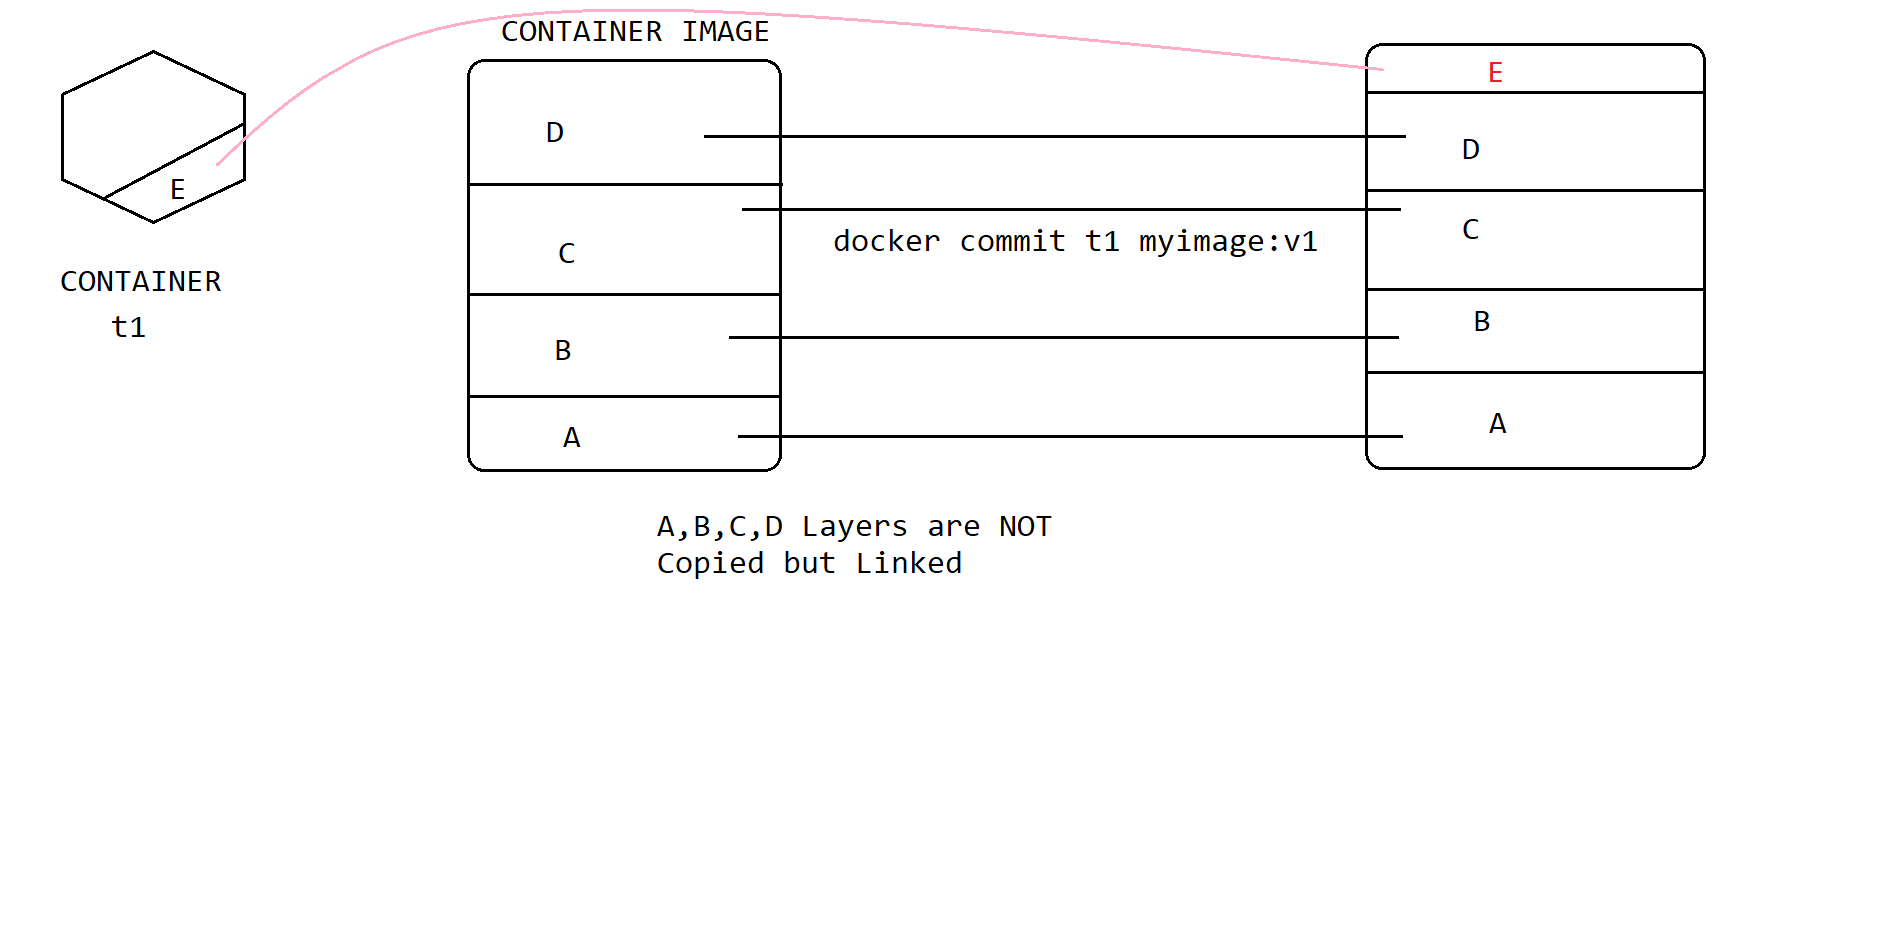 CONTAINER IMAGE
E
D
C
B
A
E
CONTAINER
t1
docker commit t1 myimage:v1
E
D
C
B
A
A,B,C,D Layers are NOT
Copied but Linked